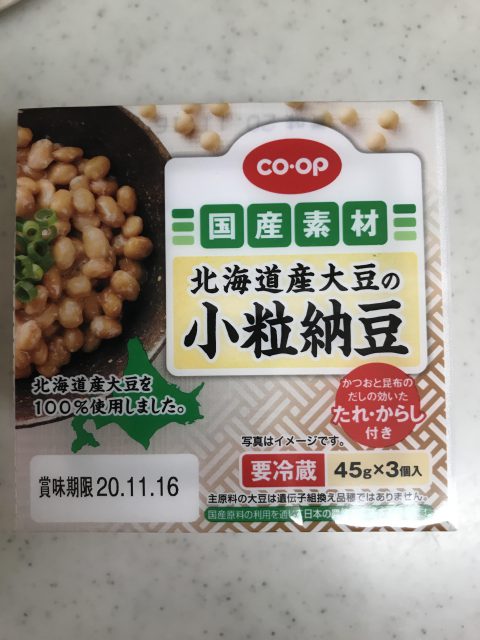 co·op
国産素材
北海道産大豆の
小粒納豆
北海道産大豆を
100%使用しました。
かつおと昆布の
だしの効いた
たれ・からし
付き
写真はイメージです。
要冷蔵 45g×3個入
賞味期限 20.11.16
主原料の大豆は遺伝子組換え品種ではありません。
国産原料の利用を通じ日本の